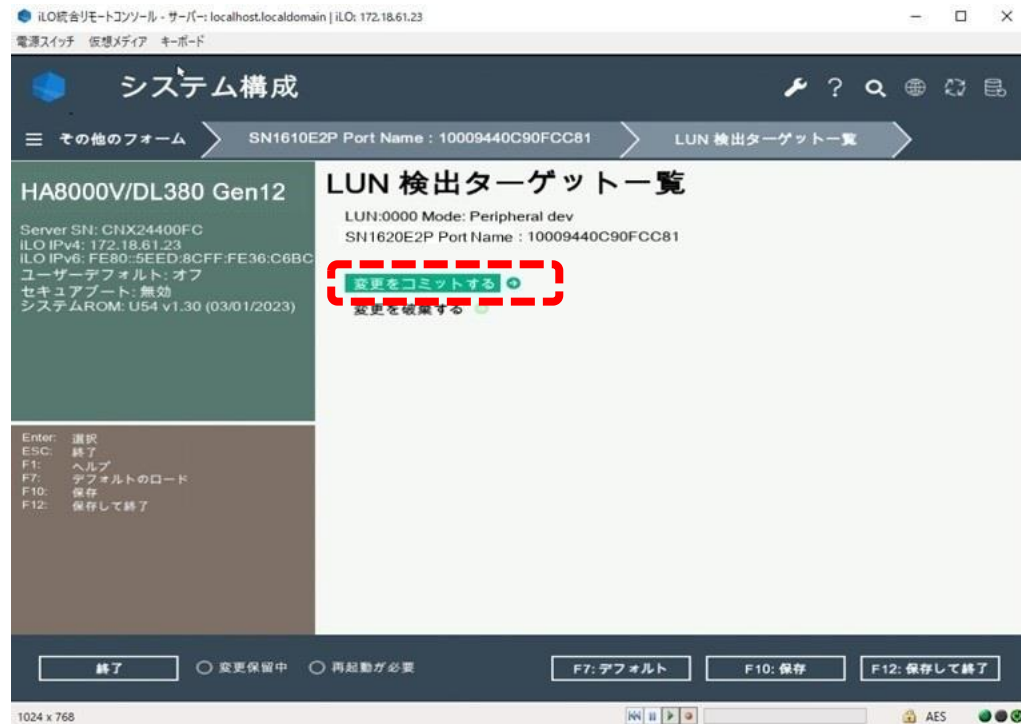 iLO統合リモートコンソール - サーバー: localhost.localdomain | iLO: 172.18.61.23
電源スイッチ 仮想メディア キーボード
システム構成
?
その他のフォーム SN1610E2P Port Name : 10009440C90FCC81 LUN 検出ターゲット一覧
HA8000V/DL380 Gen12
Server SN: CNX24400FC
iLO IPv4: 172.18.61.23
iLO IPv6: FE80::5EED:8CFF:FE36:C6BC
ユーザーデフォルト: オフ
セキュアブート: 無効
システムROM: U54 v1.30 (03/01/2023)
LUN 検出ターゲット一覧
LUN:0000 Mode: Peripheral dev
SN1620E2P Port Name : 10009440C90FCC81
変更をコミットする
変更を破棄する
Enter: 選択
ESC: 終了
F1: ヘルプ
F7: デフォルトのロード
F10: 保存
F12: 保存して終了
終了 変更保留中 再起動が必要 F7: デフォルト F10: 保存 F12: 保存して終了
1024 x 768 AES